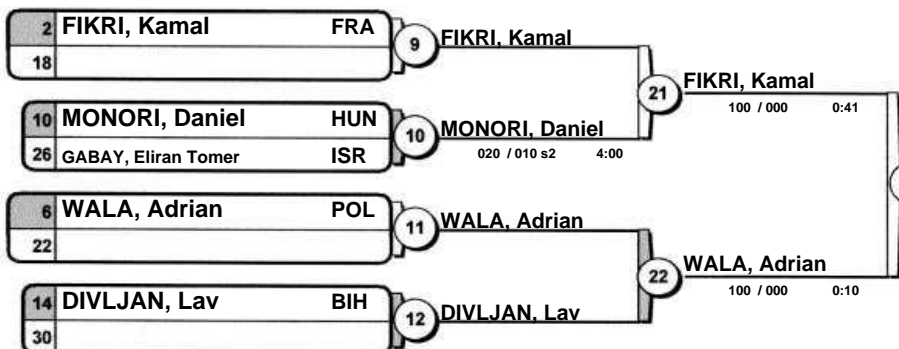 2 FIKRI, Kamal FRA
18
9 FIKRI, Kamal
10 MONORI, Daniel HUN
26 GABAY, Eliran Tomer ISR
10 MONORI, Daniel
020 / 010 s2 4:00
21 FIKRI, Kamal
100 / 000 0:41
6 WALA, Adrian POL
22
11 WALA, Adrian
14 DIVLJAN, Lav BIH
30
12 DIVLJAN, Lav
22 WALA, Adrian
100 / 000 0:10